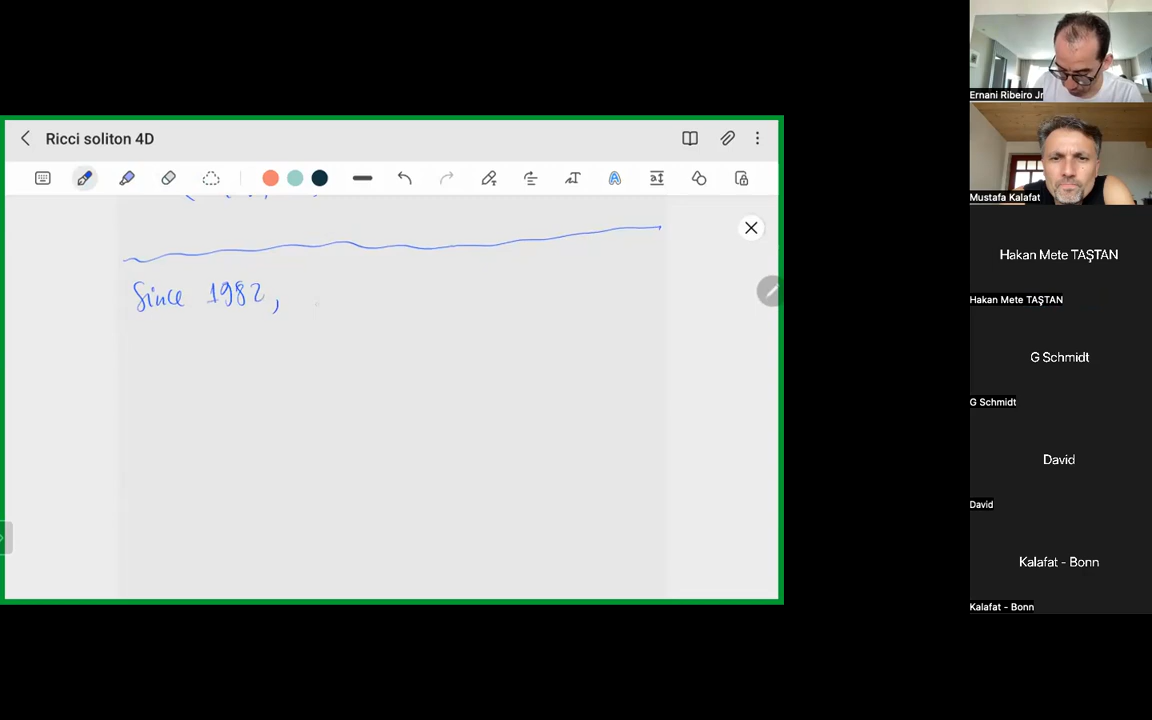 Ricci soliton 4D
Since 1982,
Ernani Ribeiro Jr
Mustafa Kalafat
Hakan Mete TAŞTAN
Hakan Mete TAŞTAN
G Schmidt
G Schmidt
David
David
Kalafat - Bonn
Kalafat - Bonn